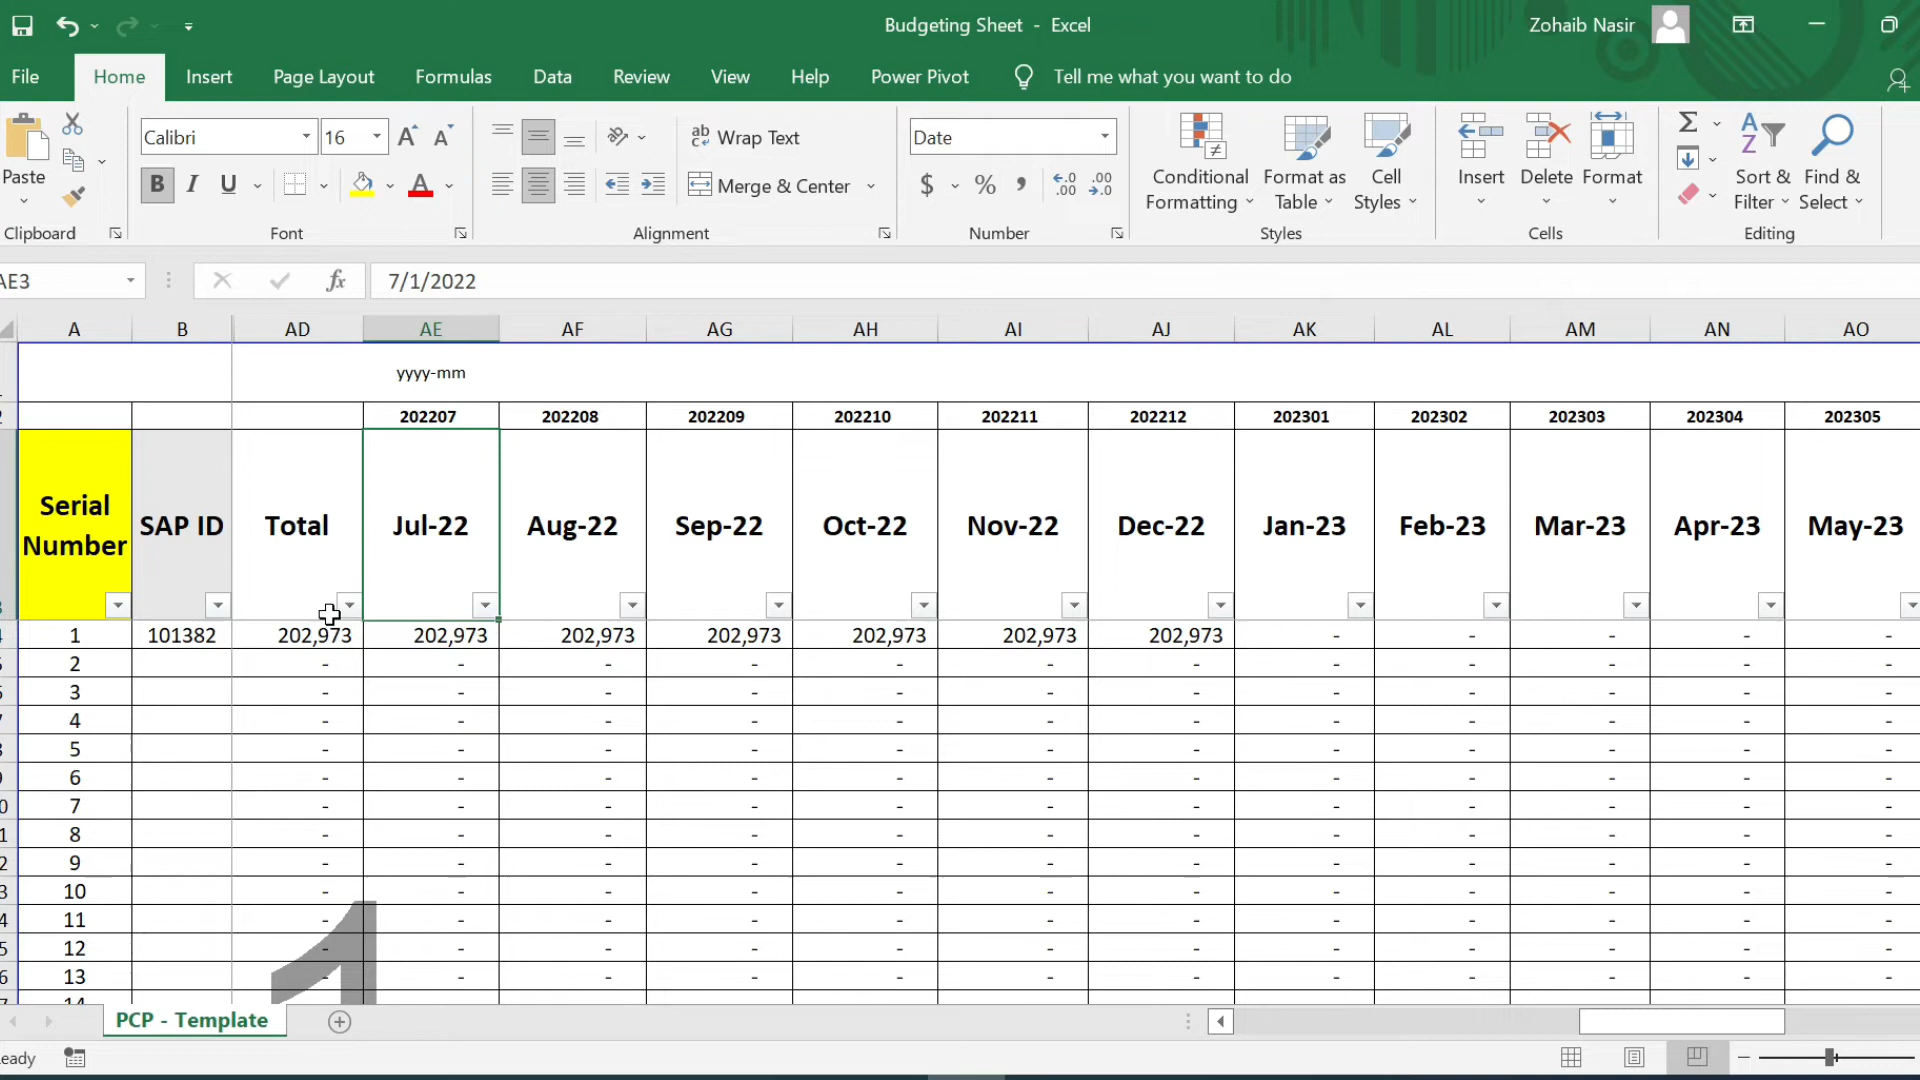 Budgeting Sheet - Excel
Zohaib Nasir
File Home Insert Page Layout Formulas Data Review View Help Power Pivot Tell me what you want to do
Calibri 16 A A ab Wrap Text Date
Paste B I U A Merge & Center $ % , .00 .00
Conditional Formatting Format as Table Cell Styles Insert Delete Format Sort & Filter Find & Select
Clipboard Font Alignment Number Styles Cells Editing
AE3 fx 7/1/2022
A B AD AE AF AG AH AI AJ AK AL AM AN AO
yyyy-mm
202207 202208 202209 202210 202211 202212 202301 202302 202303 202304 202305
Serial Number SAP ID Total Jul-22 Aug-22 Sep-22 Oct-22 Nov-22 Dec-22 Jan-23 Feb-23 Mar-23 Apr-23 May-23
1 101382 202,973 202,973 202,973 202,973 202,973 202,973 202,973 - - - - -
2 - - - - - - - - - - - -
3 - - - - - - - - - - - -
4 - - - - - - - - - - - -
5 - - - - - - - - - - - -
6 - - - - - - - - - - - -
7 - - - - - - - - - - - -
8 - - - - - - - - - - - -
9 - - - - - - - - - - - -
10 - - - - - - - - - - - -
11 - - - - - - - - - - - -
12 - - - - - - - - - - - -
13 - - - - - - - - - - - -
14
PCP - Template
eady